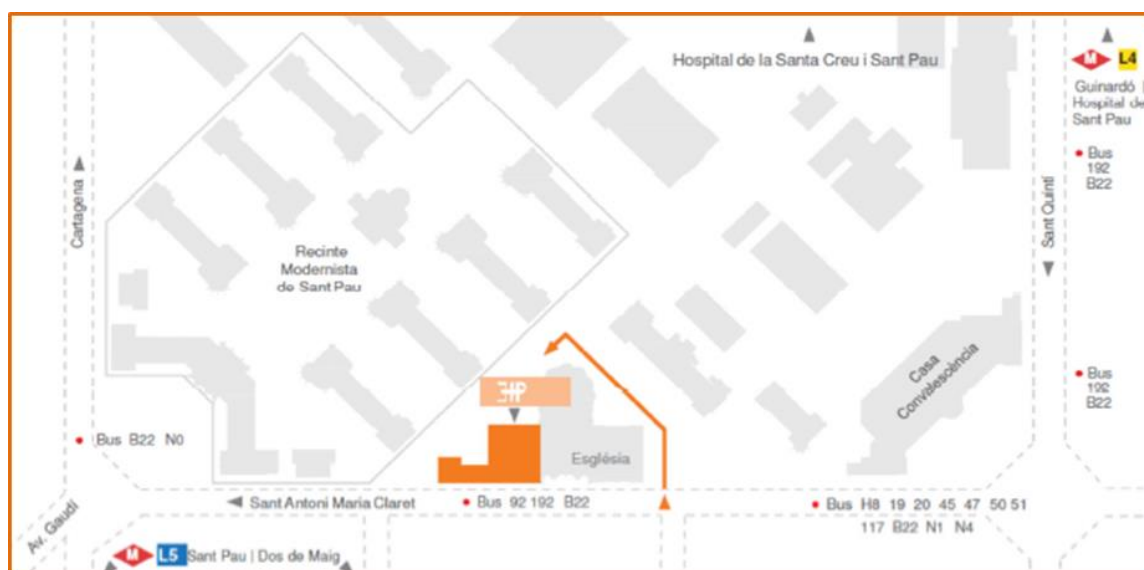 Hospital de la Santa Creu i Sant Pau
M L4
Guinardó
Hospital de
Sant Pau
Bus
192
B22
Cartagena
Sant Quintí
Recinte
Modernista
de Sant Pau
Casa
Convalescència
Bus
192
B22
Bus B22 N0
Església
Sant Antoni Maria Claret
Bus 92 192 B22
Bus H8 19 20 45 47 50 51
117 B22 N1 N4
Av. Gaudí
M L5 Sant Pau | Dos de Maig